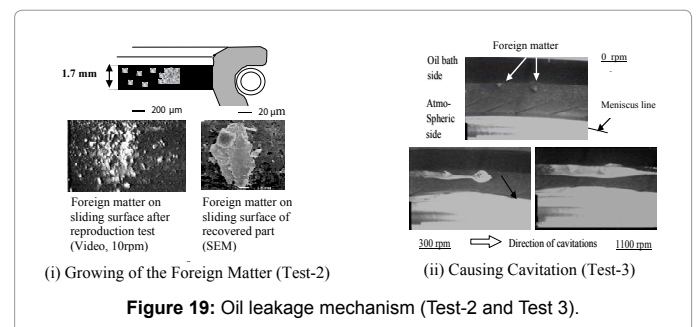 1.7 mm
200 µm
20 µm
Foreign matter on
sliding surface after
reproduction test
(Video, 10rpm)
Foreign matter on
sliding surface of
recovered part
(SEM)
(i) Growing of the Foreign Matter (Test-2)
Foreign matter
Oil bath
side
0 rpm
Atmo-
Spheric
side
Meniscus line
300 rpm
Direction of cavitations
1100 rpm
(ii) Causing Cavitation (Test-3)
Figure 19: Oil leakage mechanism (Test-2 and Test 3).